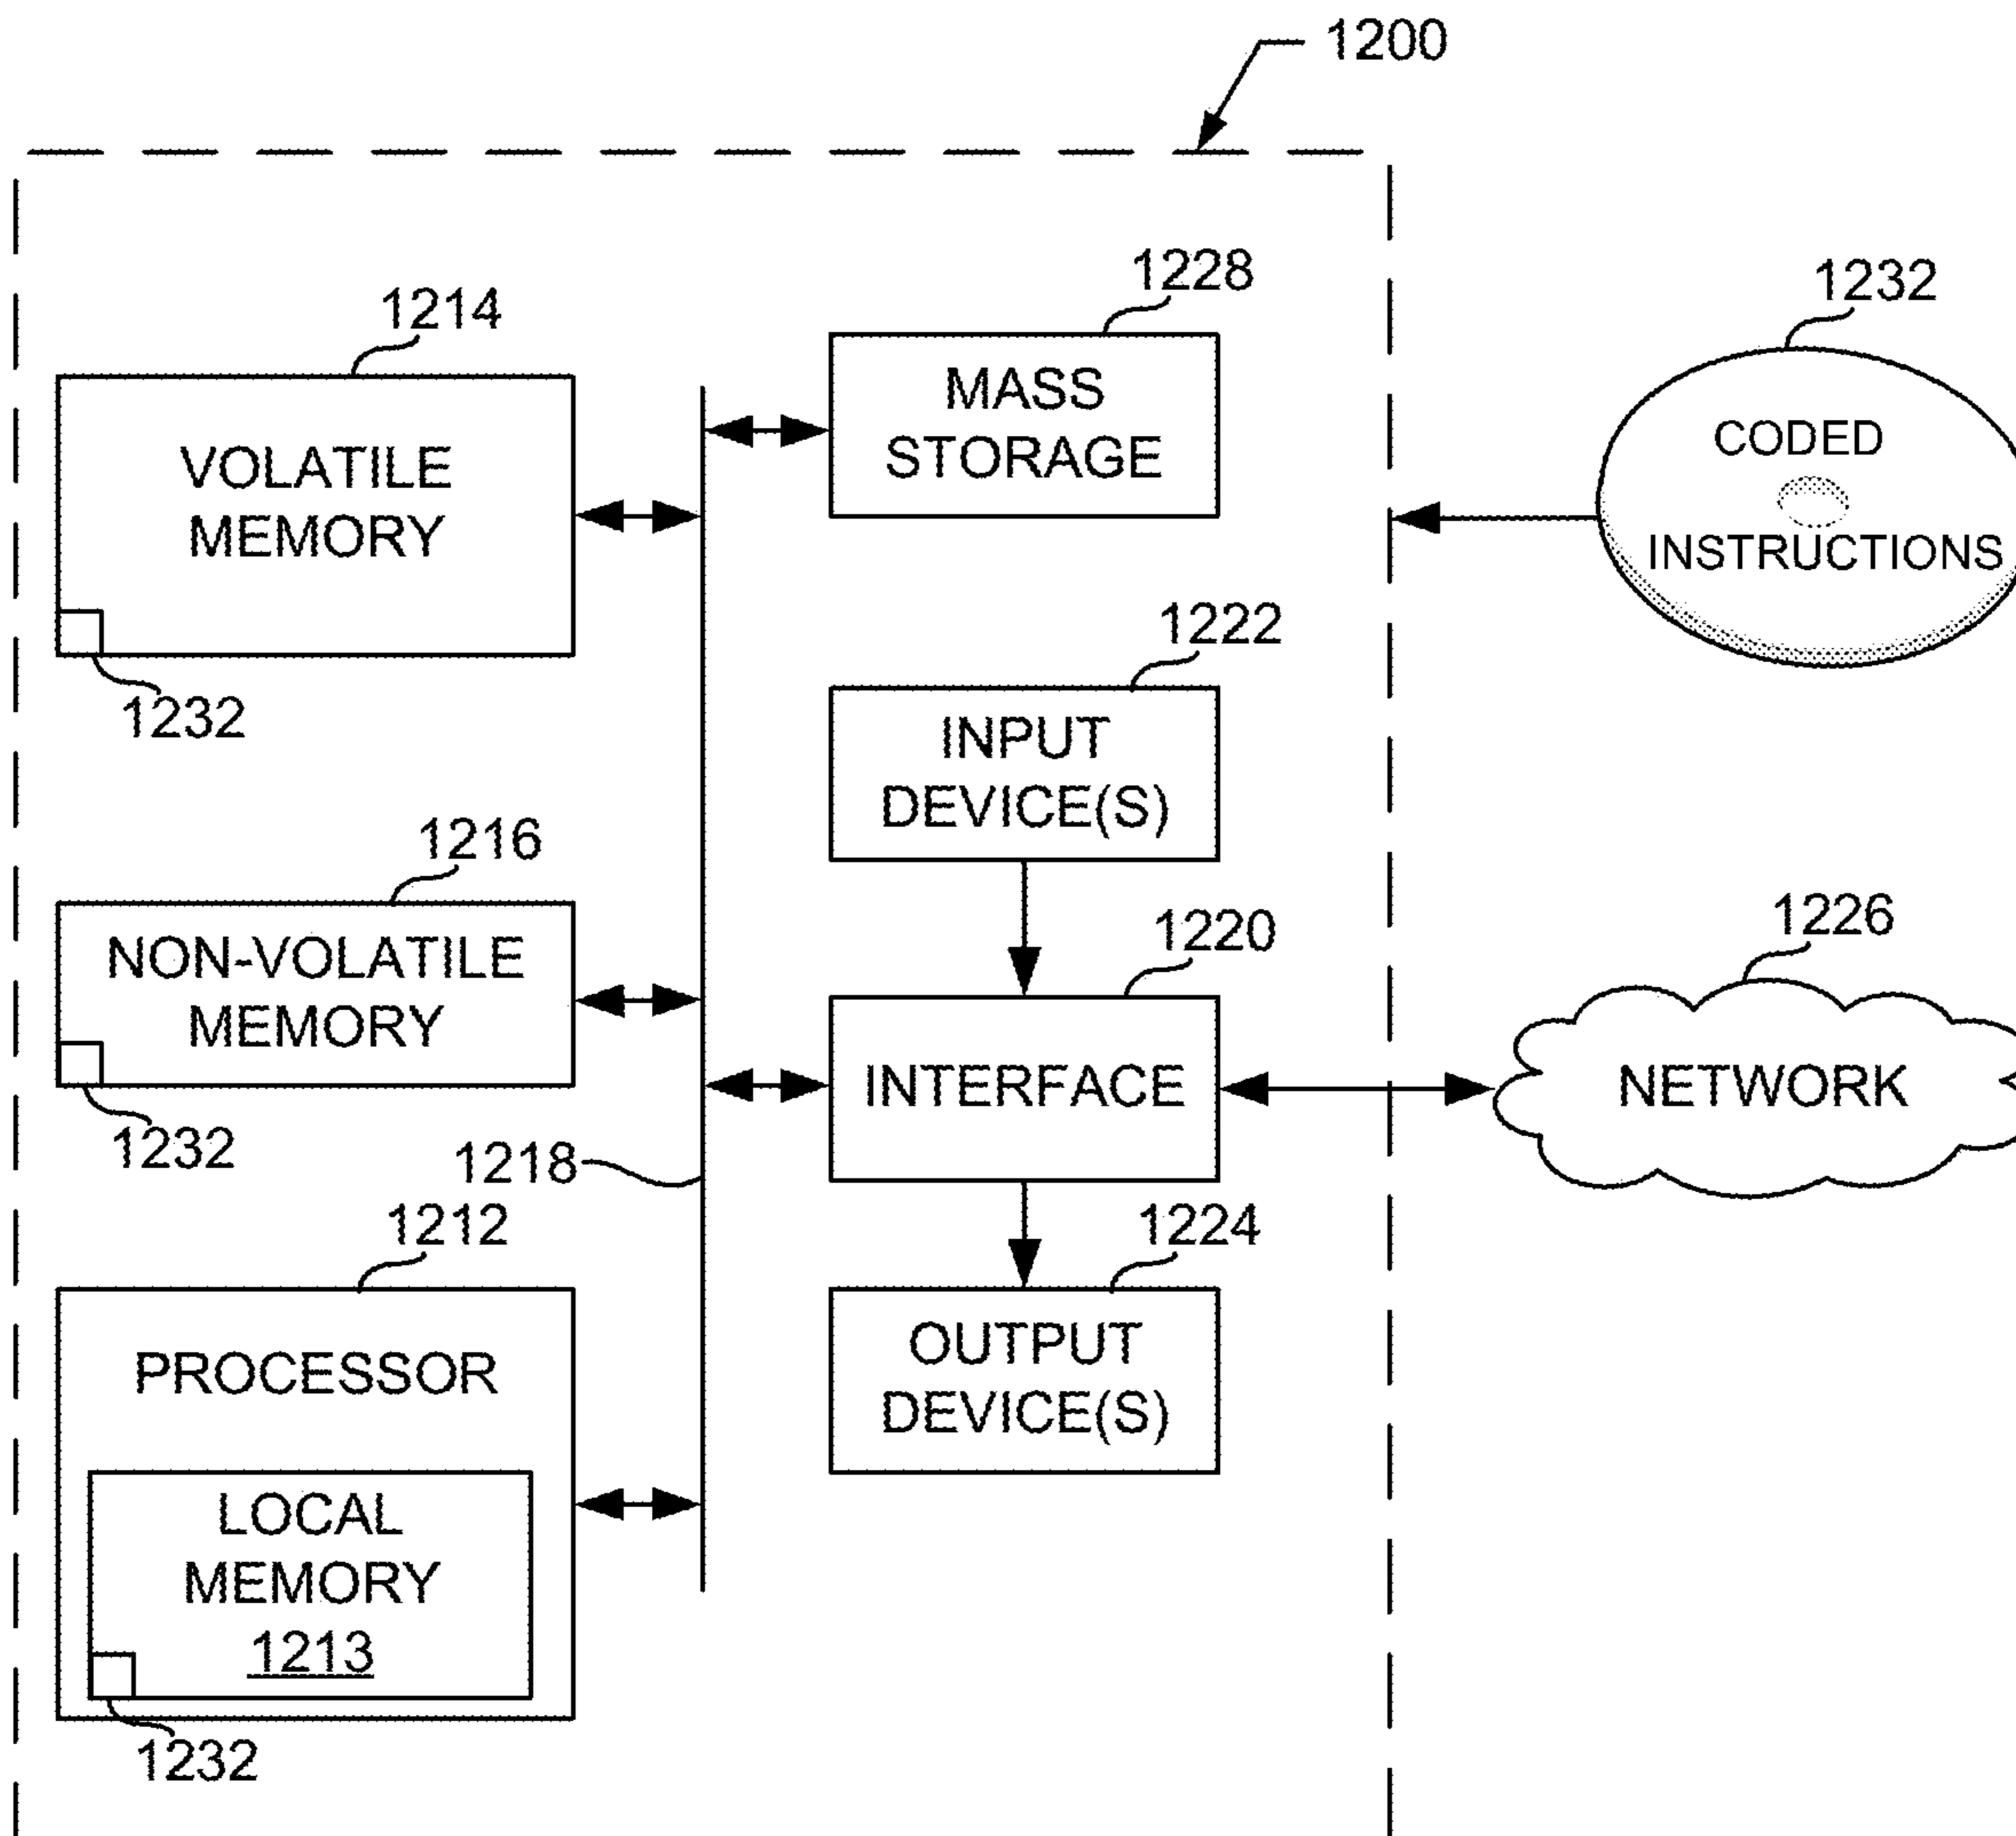 1200
1228
1232
1214
MASS
STORAGE
CODED
INSTRUCTIONS
VOLATILE
MEMORY
1222
1232
INPUT
DEVICE(S)
1216
1220
1226
NON-VOLATILE
MEMORY
INTERFACE
NETWORK
1232
1218
1212
1224
PROCESSOR
OUTPUT
DEVICE(S)
LOCAL
MEMORY
1213
1232